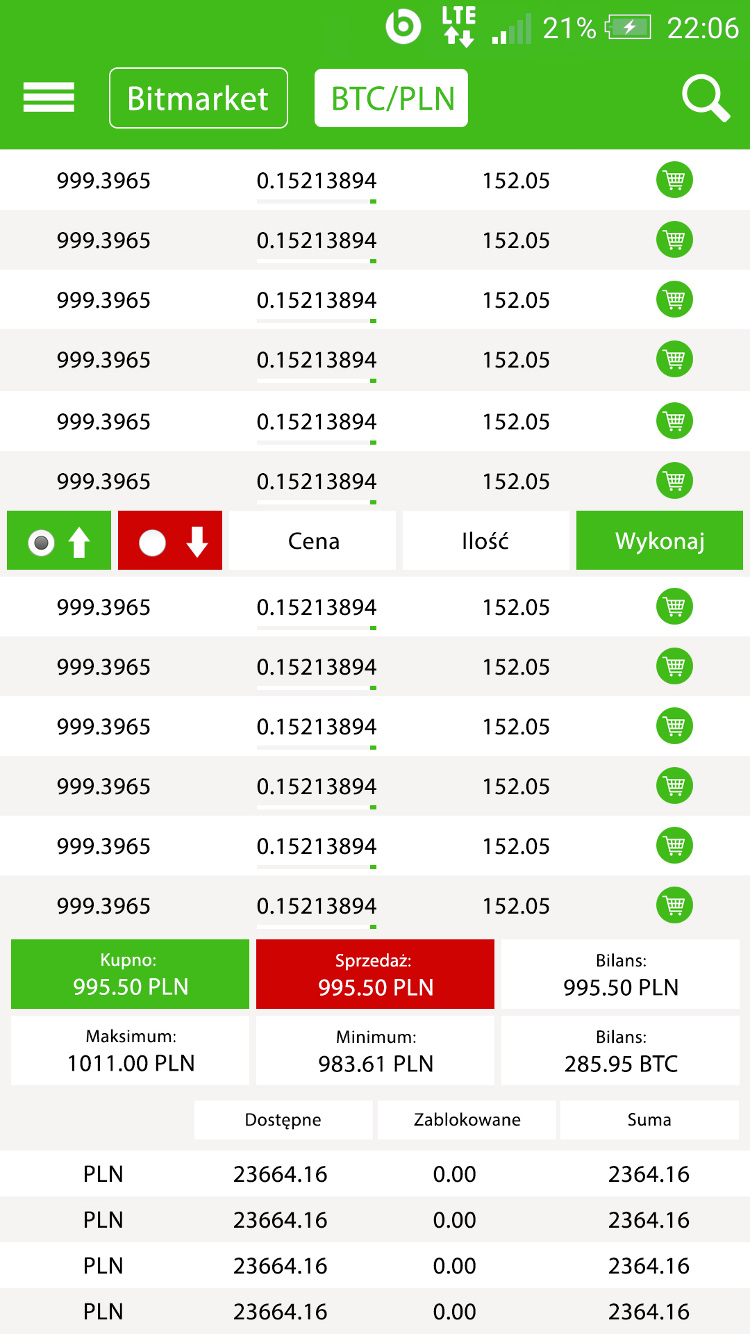 LTE 21% 22:06
Bitmarket BTC/PLN
999.3965 0.15213894 152.05
999.3965 0.15213894 152.05
999.3965 0.15213894 152.05
999.3965 0.15213894 152.05
999.3965 0.15213894 152.05
999.3965 0.15213894 152.05
Cena Ilość Wykonaj
999.3965 0.15213894 152.05
999.3965 0.15213894 152.05
999.3965 0.15213894 152.05
999.3965 0.15213894 152.05
999.3965 0.15213894 152.05
999.3965 0.15213894 152.05
Kupno: Sprzedaż: Bilans:
995.50 PLN 995.50 PLN 995.50 PLN
Maksimum: Minimum: Bilans:
1011.00 PLN 983.61 PLN 285.95 BTC
Dostępne Zablokowane Suma
PLN 23664.16 0.00 2364.16
PLN 23664.16 0.00 2364.16
PLN 23664.16 0.00 2364.16
PLN 23664.16 0.00 2364.16